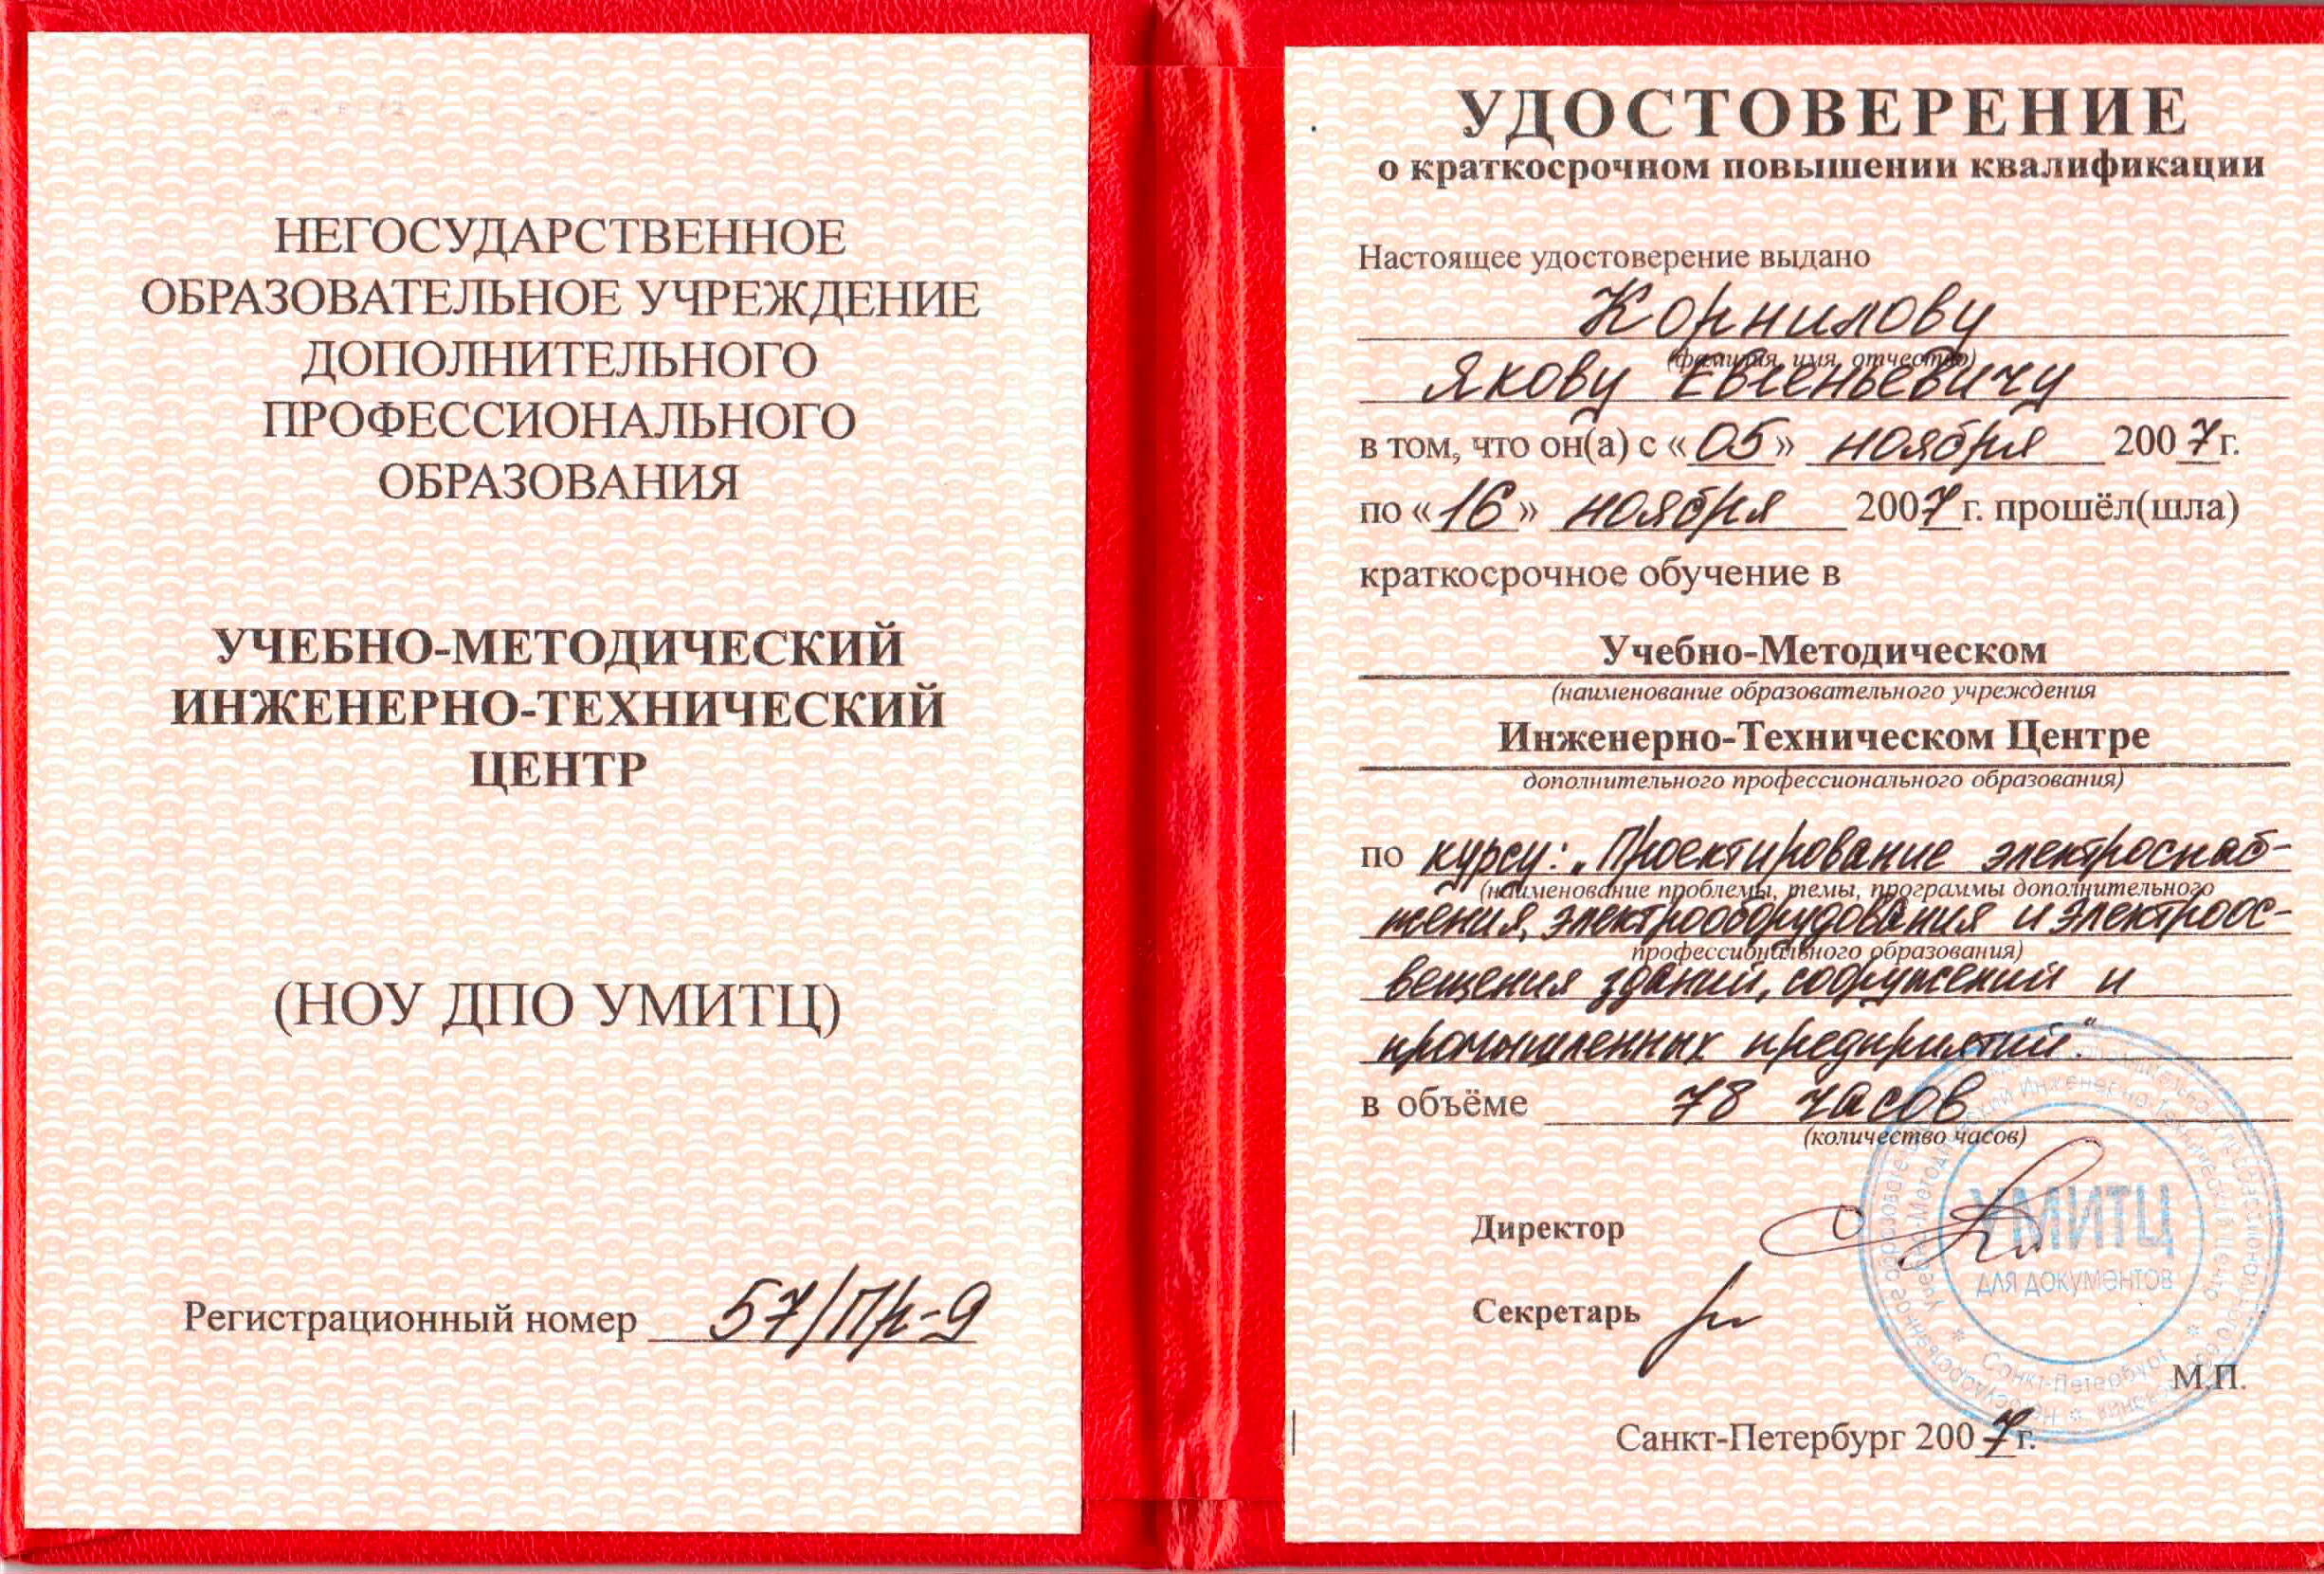 НЕГОСУДАРСТВЕННОЕ
ОБРАЗОВАТЕЛЬНОЕ УЧРЕЖДЕНИЕ
ДОПОЛНИТЕЛЬНОГО
ПРОФЕССИОНАЛЬНОГО
ОБРАЗОВАНИЯ
УЧЕБНО-МЕТОДИЧЕСКИЙ
ИНЖЕНЕРНО-ТЕХНИЧЕСКИЙ
ЦЕНТР
(НОУ ДПО УМИТЦ)
Регистрационный номер 57/Пр-9
УДОСТОВЕРЕНИЕ
о краткосрочном повышении квалификации
Настоящее удостоверение выдано
Корнилову
(фамилия, имя, отчество)
Якову Евгеньевичу
в том, что он(а) с «05» ноября 2007г.
по «16» ноября 2007г. прошёл(шла)
краткосрочное обучение в
Учебно-Методическом
(наименование образовательного учреждения
Инженерно-Техническом Центре
дополнительного профессионального образования)
по курсу: „Проектирование электроснаб-
(наименование проблемы, темы, программы дополнительного
жения, электрооборудования и электроос-
профессионального образования)
вещения зданий, сооружений и
промышленных предприятий“.
в объёме 78 часов
(количество часов)
Директор
УМИТЦ
ДЛЯ ДОКУМЕНТОВ
Секретарь
Санкт-Петербург
М.П.
Санкт-Петербург 2007г.